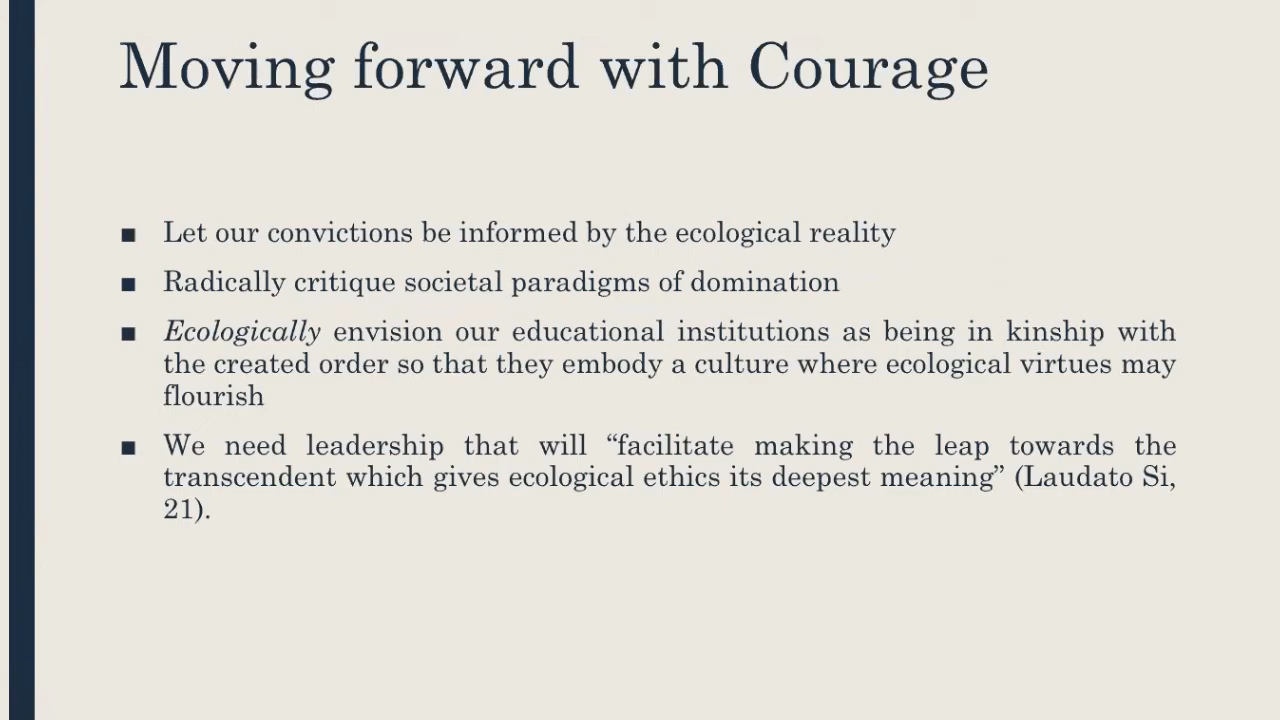 Moving forward with Courage
■ Let our convictions be informed by the ecological reality
■ Radically critique societal paradigms of domination
■ Ecologically envision our educational institutions as being in kinship with
the created order so that they embody a culture where ecological virtues may
flourish
■ We need leadership that will “facilitate making the leap towards the
transcendent which gives ecological ethics its deepest meaning” (Laudato Si,
21).